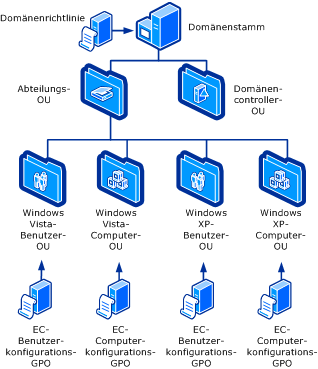 Domänenrichtlinie
Domänenstamm
Abteilungs-
OU
Domänen-
controller-
OU
Windows
Vista-
Benutzer-
OU
Windows
Vista-
Computer-
OU
Windows
XP-
Benutzer-
OU
Windows
XP-
Computer-
OU
EC-
Benutzer-
konfigurations-
GPO
EC-
Computer-
konfigurations-
GPO
EC-
Benutzer-
konfigurations-
GPO
EC-
Computer-
konfigurations-
GPO